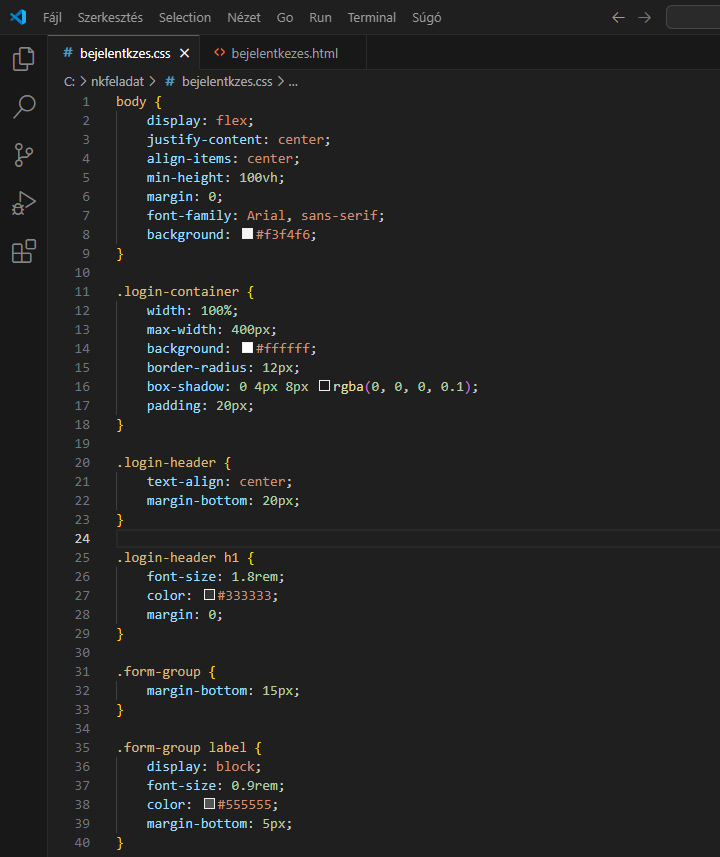 Fájl Szerkesztés Selection Nézet Go Run Terminal Súgó
bejelentkzes.css bejelentkezes.html
C: > nkfeladat > # bejelentkzes.css > ...
1 body {
2 display: flex;
3 justify-content: center;
4 align-items: center;
5 min-height: 100vh;
6 margin: 0;
7 font-family: Arial, sans-serif;
8 background: #f3f4f6;
9 }
10
11 .login-container {
12 width: 100%;
13 max-width: 400px;
14 background: #ffffff;
15 border-radius: 12px;
16 box-shadow: 0 4px 8px rgba(0, 0, 0, 0.1);
17 padding: 20px;
18 }
19
20 .login-header {
21 text-align: center;
22 margin-bottom: 20px;
23 }
24
25 .login-header h1 {
26 font-size: 1.8rem;
27 color: #333333;
28 margin: 0;
29 }
30
31 .form-group {
32 margin-bottom: 15px;
33 }
34
35 .form-group label {
36 display: block;
37 font-size: 0.9rem;
38 color: #555555;
39 margin-bottom: 5px;
40 }